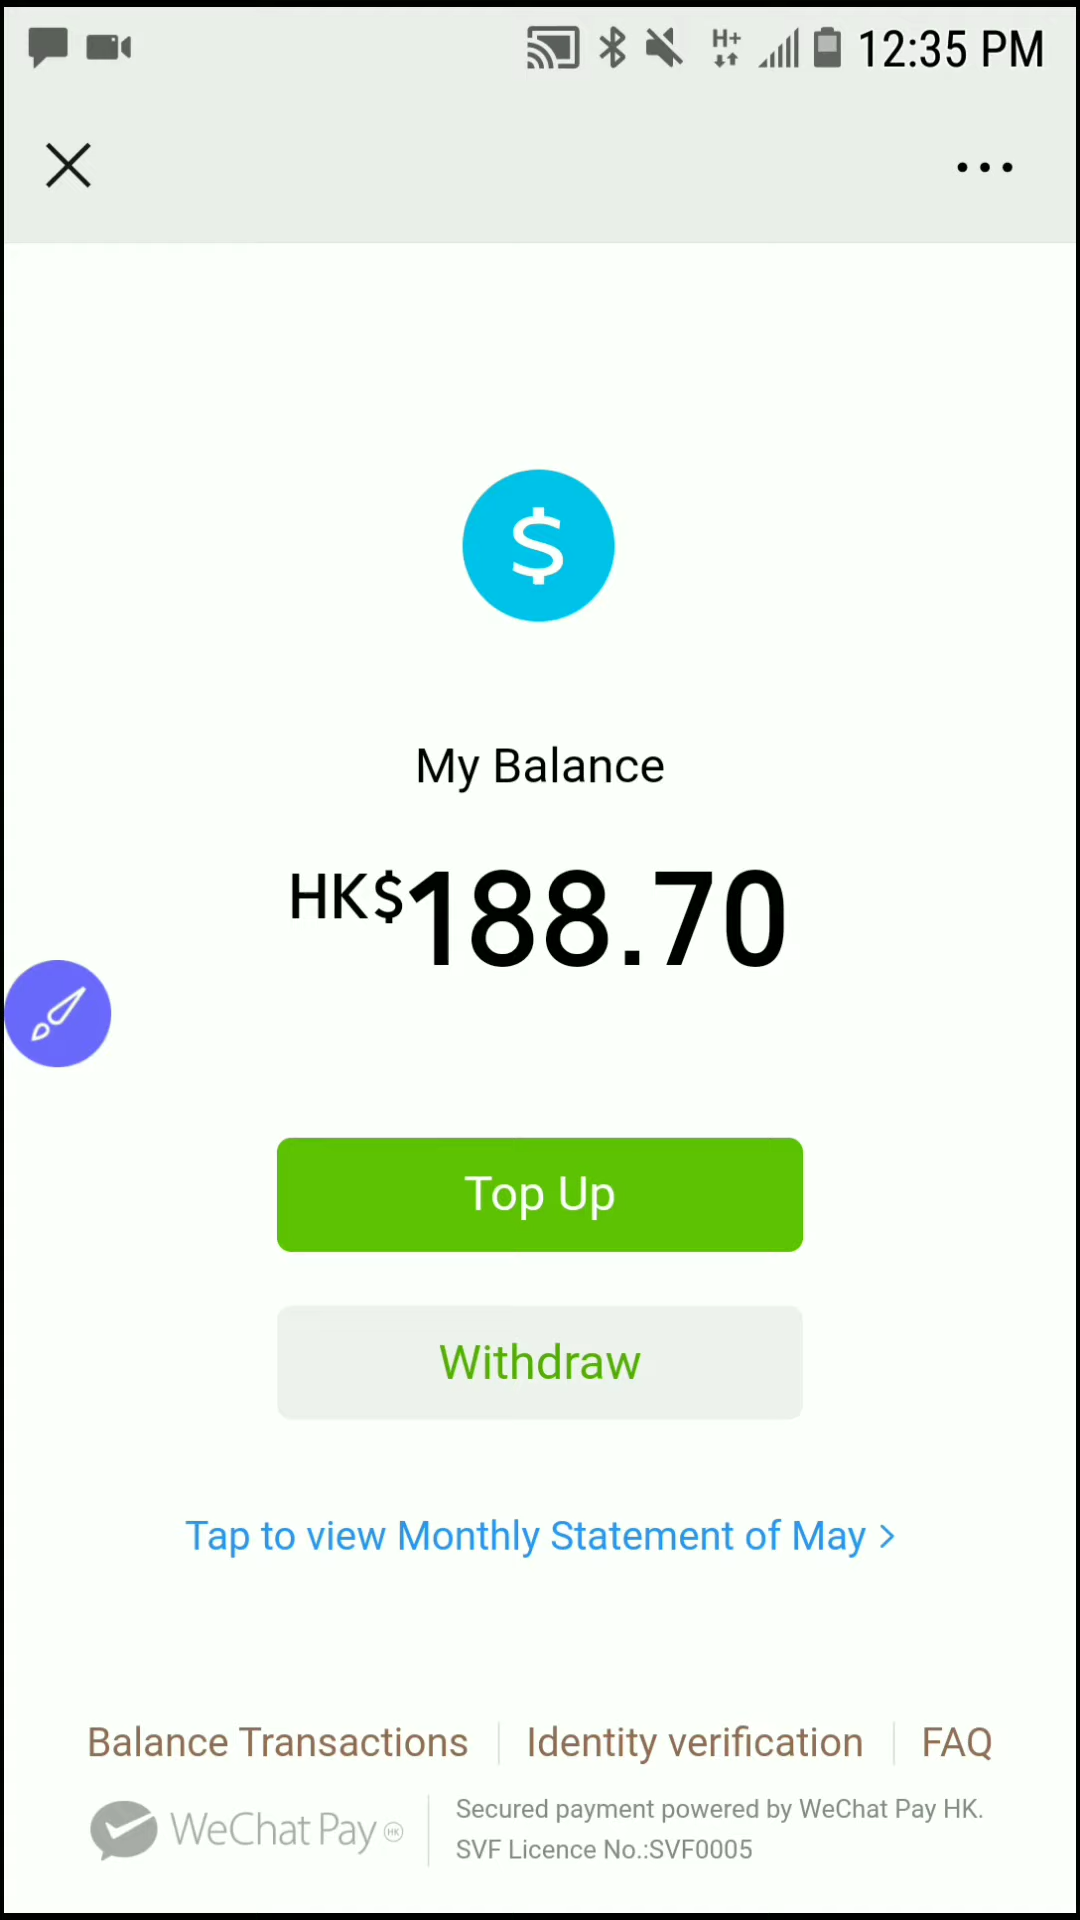 H+ 12:35 PM
My Balance
HK$188.70
Top Up
Withdraw
Tap to view Monthly Statement of May >
Balance Transactions | Identity verification | FAQ
WeChat Pay HK
Secured payment powered by WeChat Pay HK.
SVF Licence No.:SVF0005